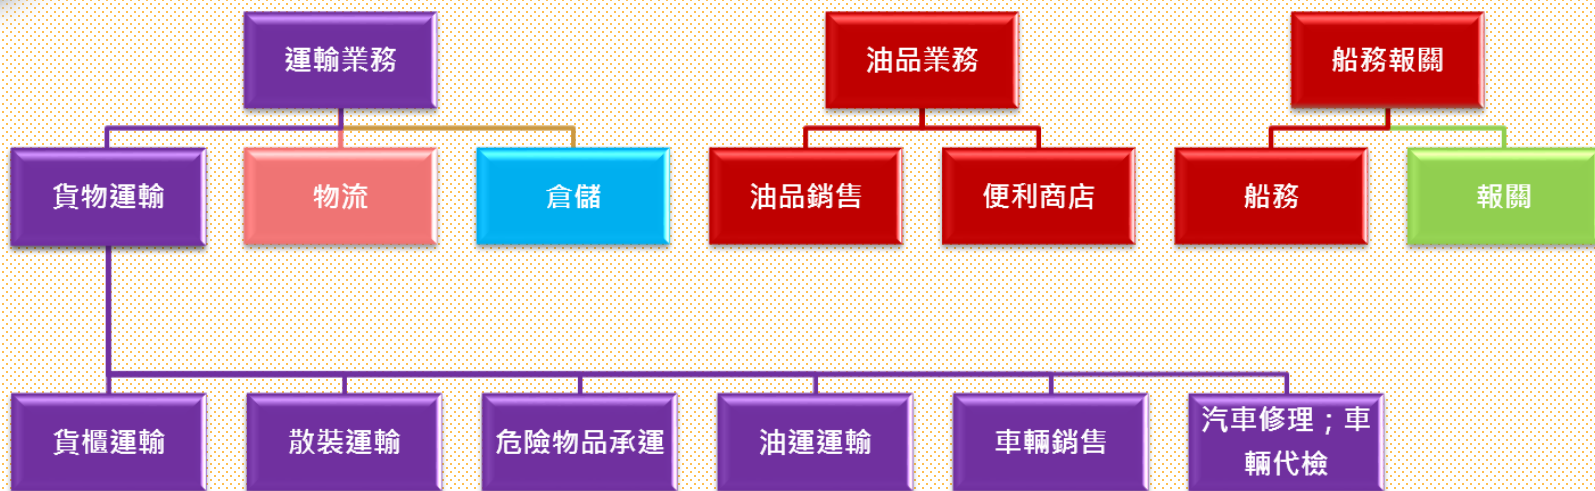 運輸業務
油品業務
船務報關
貨物運輸
物流
倉儲
油品銷售
便利商店
船務
報關
貨櫃運輸
散裝運輸
危險物品承運
油運運輸
車輛銷售
汽車修理；車
輛代檢